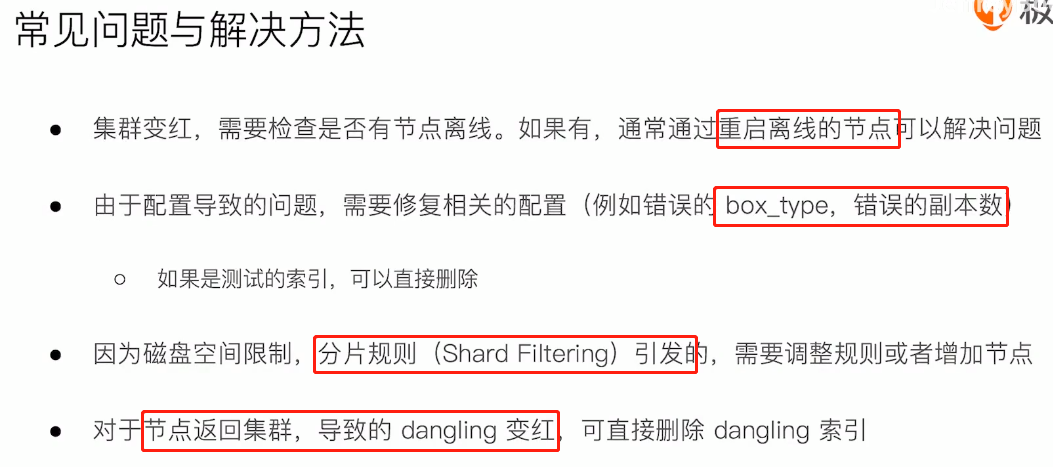 常见问题与解决方法
极
● 集群变红，需要检查是否有节点离线。如果有，通常通过重启离线的节点可以解决问题
● 由于配置导致的问题，需要修复相关的配置（例如错误的 box_type，错误的副本数）
○ 如果是测试的索引，可以直接删除
● 因为磁盘空间限制，分片规则（Shard Filtering）引发的，需要调整规则或者增加节点
● 对于节点返回集群，导致的 dangling 变红，可直接删除 dangling 索引